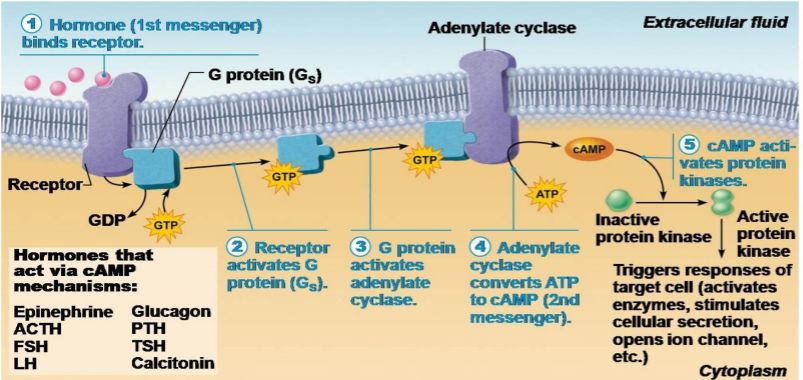 ① Hormone (1st messenger)
binds receptor.
Adenylate cyclase
Extracellular fluid
G protein (Gs)
Receptor
GDP
GTP
GTP
GTP
ATP
cAMP
⑤ cAMP acti-
vates protein
kinases.
Inactive
protein kinase
Active
protein
kinase
② Receptor
activates G
protein (Gs).
③ G protein
activates
adenylate
cyclase.
④ Adenylate
cyclase
converts ATP
to cAMP (2nd
messenger).
Triggers responses of
target cell (activates
enzymes, stimulates
cellular secretion,
opens ion channel,
etc.)
Hormones that
act via cAMP
mechanisms:
Epinephrine Glucagon
ACTH PTH
FSH TSH
LH Calcitonin
Cytoplasm